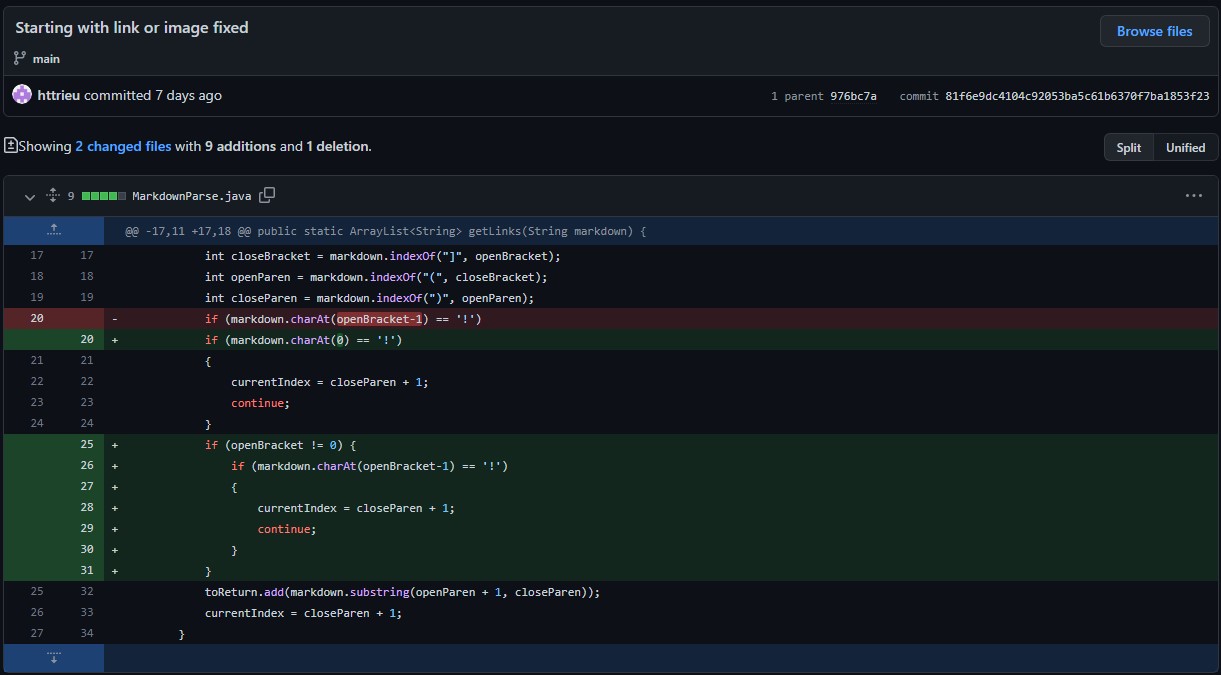 Starting with link or image fixed
Browse files
main
httrieu committed 7 days ago
1 parent 976bc7a commit 81f6e9dc4104c92053ba5c61b6370f7ba1853f23
Showing 2 changed files with 9 additions and 1 deletion.
Split Unified
9 MarkdownParse.java
@@ -17,11 +17,18 @@ public static ArrayList<String> getLinks(String markdown) {
17 17 int closeBracket = markdown.indexOf("]", openBracket);
18 18 int openParen = markdown.indexOf("(", closeBracket);
19 19 int closeParen = markdown.indexOf(")", openParen);
20 - if (markdown.charAt(openBracket-1) == '!')
20 + if (markdown.charAt(0) == '!')
21 21 {
22 22 currentIndex = closeParen + 1;
23 23 continue;
24 24 }
25 + if (openBracket != 0) {
26 + if (markdown.charAt(openBracket-1) == '!')
27 + {
28 + currentIndex = closeParen + 1;
29 + continue;
30 + }
31 + }
25 32 toReturn.add(markdown.substring(openParen + 1, closeParen));
26 33 currentIndex = closeParen + 1;
27 34 }